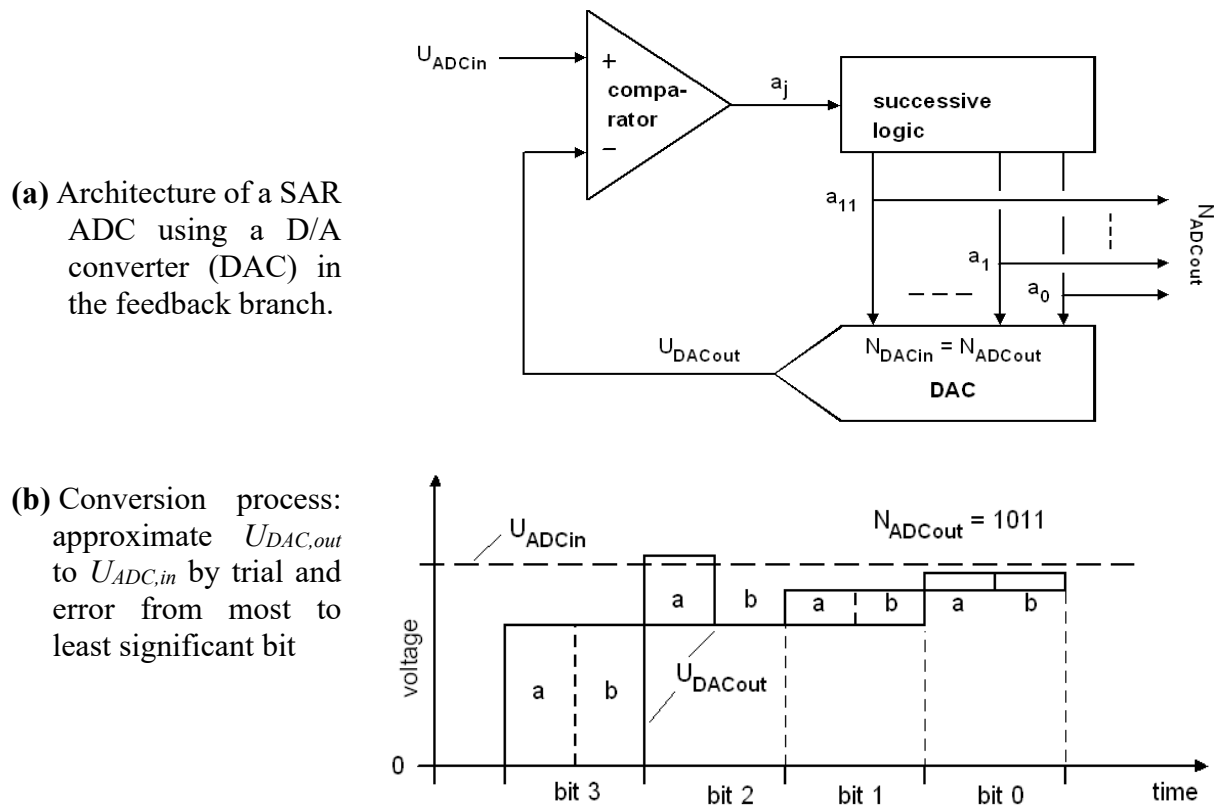 (a) Architecture of a SAR
ADC using a D/A
converter (DAC) in
the feedback branch.
U_ADCin
+
compa-
rator
−
a_j
successive
logic
a_11
a_1
a_0
N_ADCout
U_DACout
N_DACin = N_ADCout
DAC
(b) Conversion process:
approximate U_DAC,out
to U_ADC,in by trial and
error from most to
least significant bit
voltage
0
U_ADCin
N_ADCout = 1011
a b a b a b a b
U_DACout
bit 3 bit 2 bit 1 bit 0 time